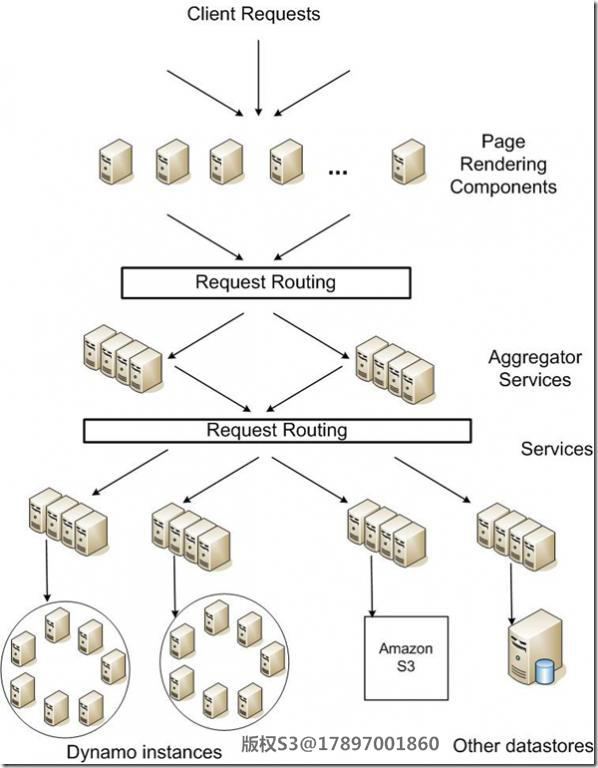 Client Requests
...
Page
Rendering
Components
Request Routing
Aggregator
Services
Request Routing
Services
Amazon
S3
Dynamo instances
版权S3@17897001860
Other datastores